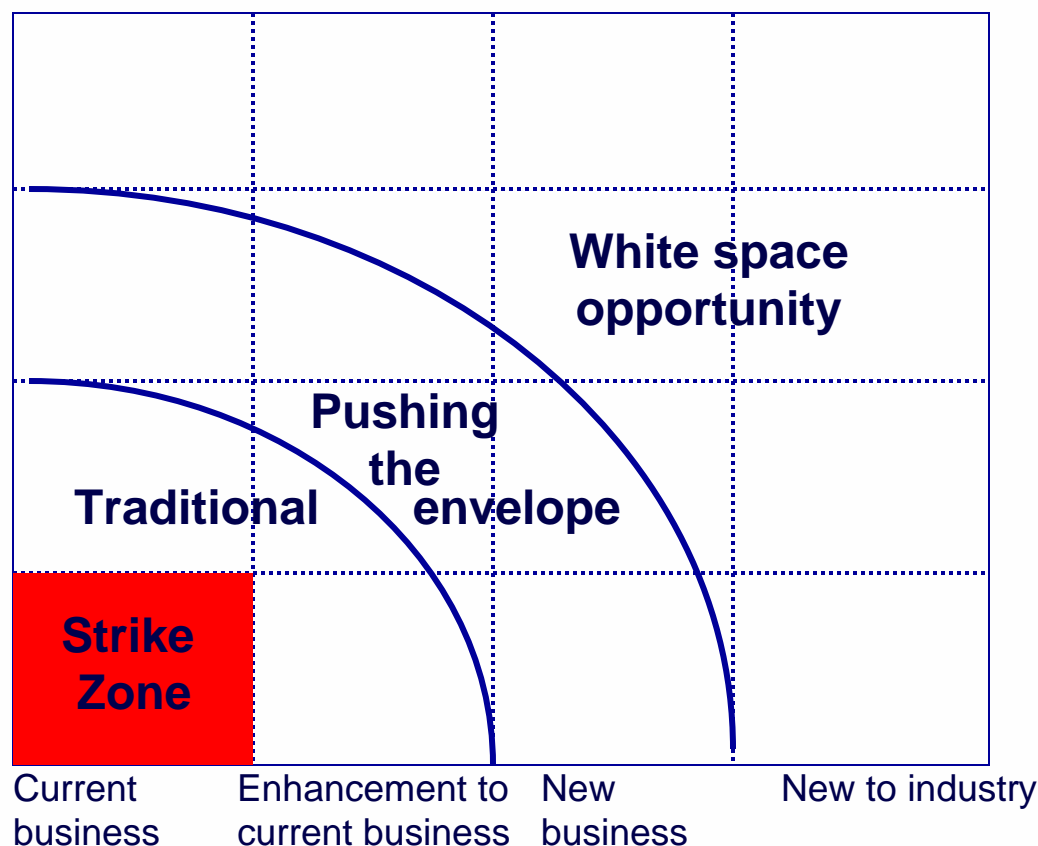 White space
opportunity
Pushing
the
envelope
Traditional
Strike
Zone
Current
business
Enhancement to
current business
New
business
New to industry